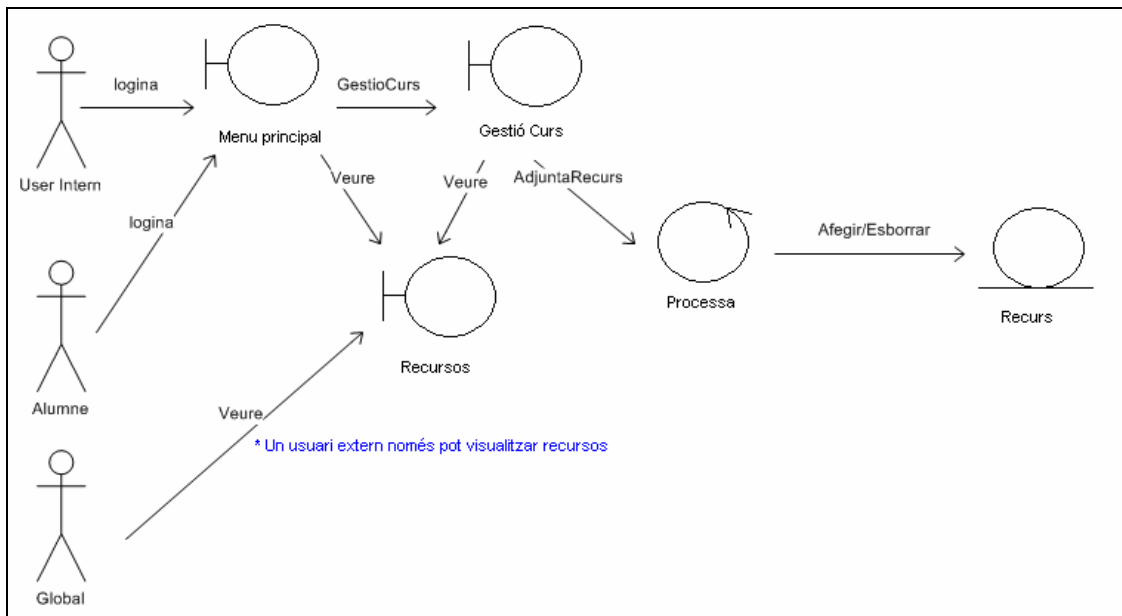 logina
GestioCurs
Menu principal
Gestió Curs
User Intern
Veure
Veure
AdjuntaRecurs
logina
Afegir/Esborrar
Processa
Recurs
Recursos
Alumne
Veure
* Un usuari extern només pot visualitzar recursos
Global